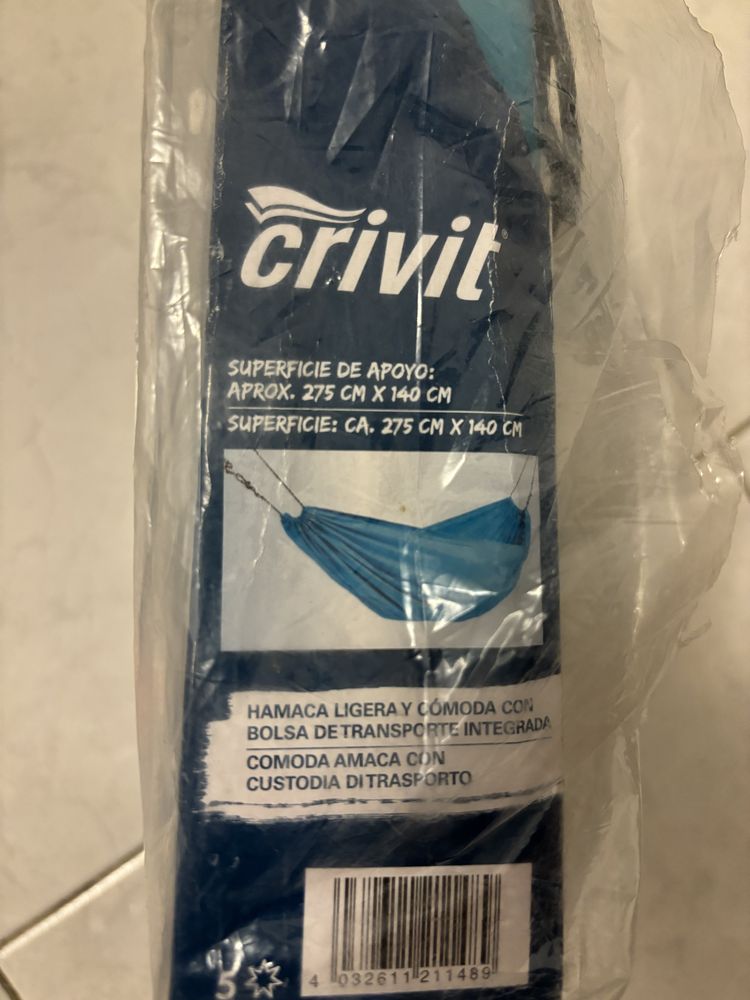 crivit
SUPERFICIE DE APOYO:
APROX. 275 CM X 140 CM
SUPERFICIE: CA. 275 CM X 140 CM
HAMACA LIGERA Y CÓMODA CON
BOLSA DE TRANSPORTE INTEGRADA
COMODA AMACA CON
CUSTODIA DI TRASPORTO
5
4 032611 211489